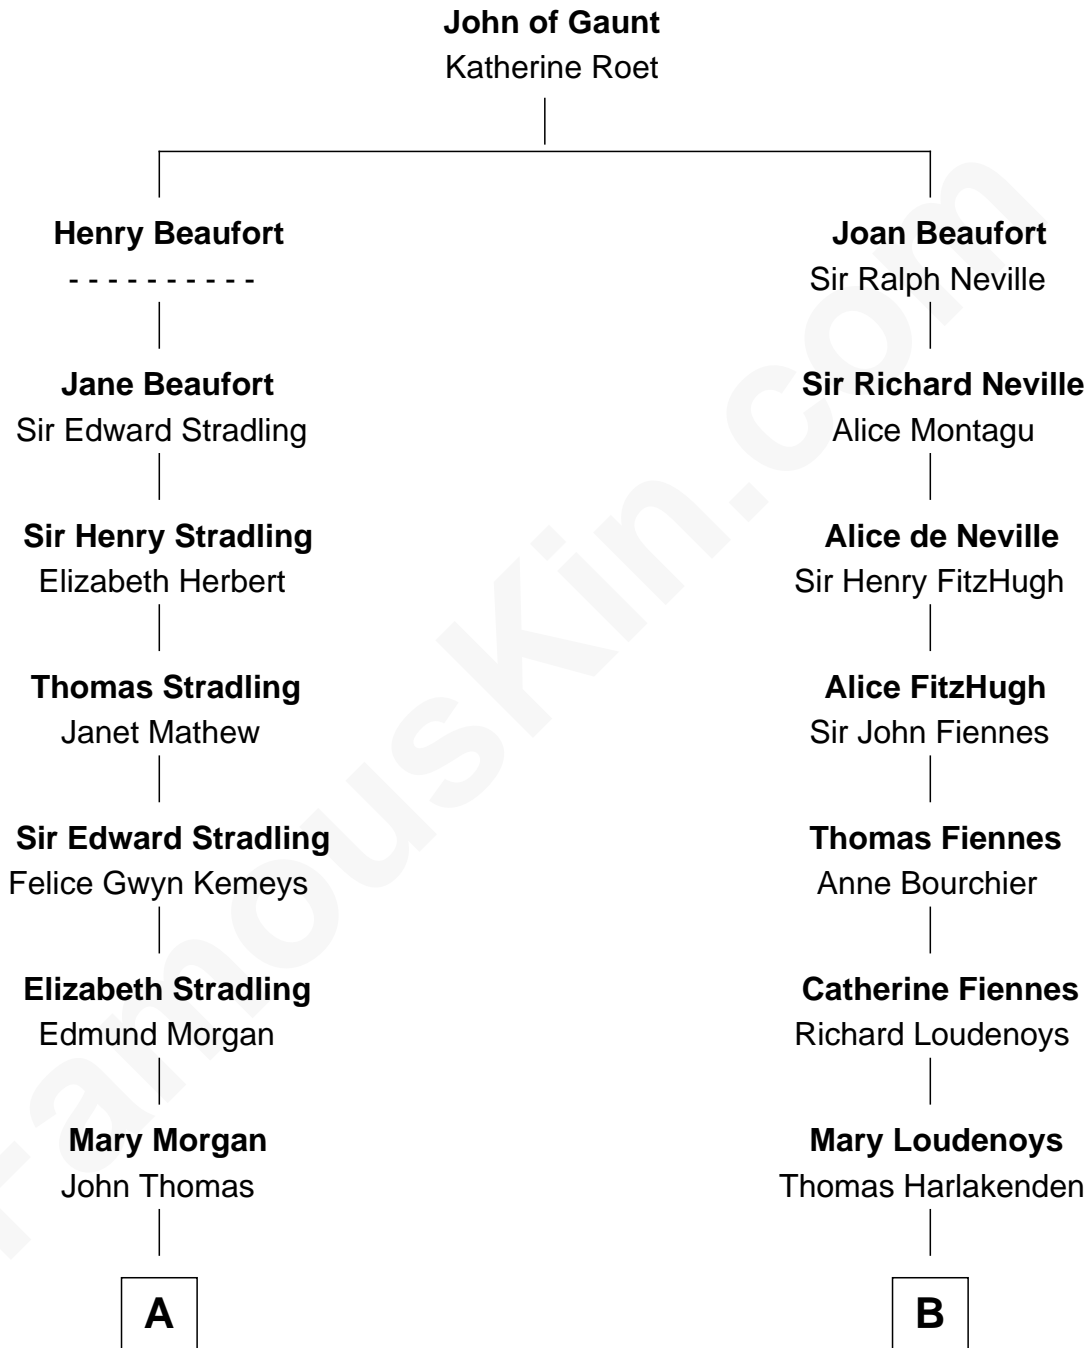 John of Gaunt
Katherine Roet
Henry Beaufort
- - - - - - - - - -
Jane Beaufort
Sir Edward Stradling
Sir Henry Stradling
Elizabeth Herbert
Thomas Stradling
Janet Mathew
Sir Edward Stradling
Felice Gwyn Kemeys
Elizabeth Stradling
Edmund Morgan
Mary Morgan
John Thomas
A
Joan Beaufort
Sir Ralph Neville
Sir Richard Neville
Alice Montagu
Alice de Neville
Sir Henry FitzHugh
Alice FitzHugh
Sir John Fiennes
Thomas Fiennes
Anne Bourchier
Catherine Fiennes
Richard Loudenoys
Mary Loudenoys
Thomas Harlakenden
B
FamousKin.com